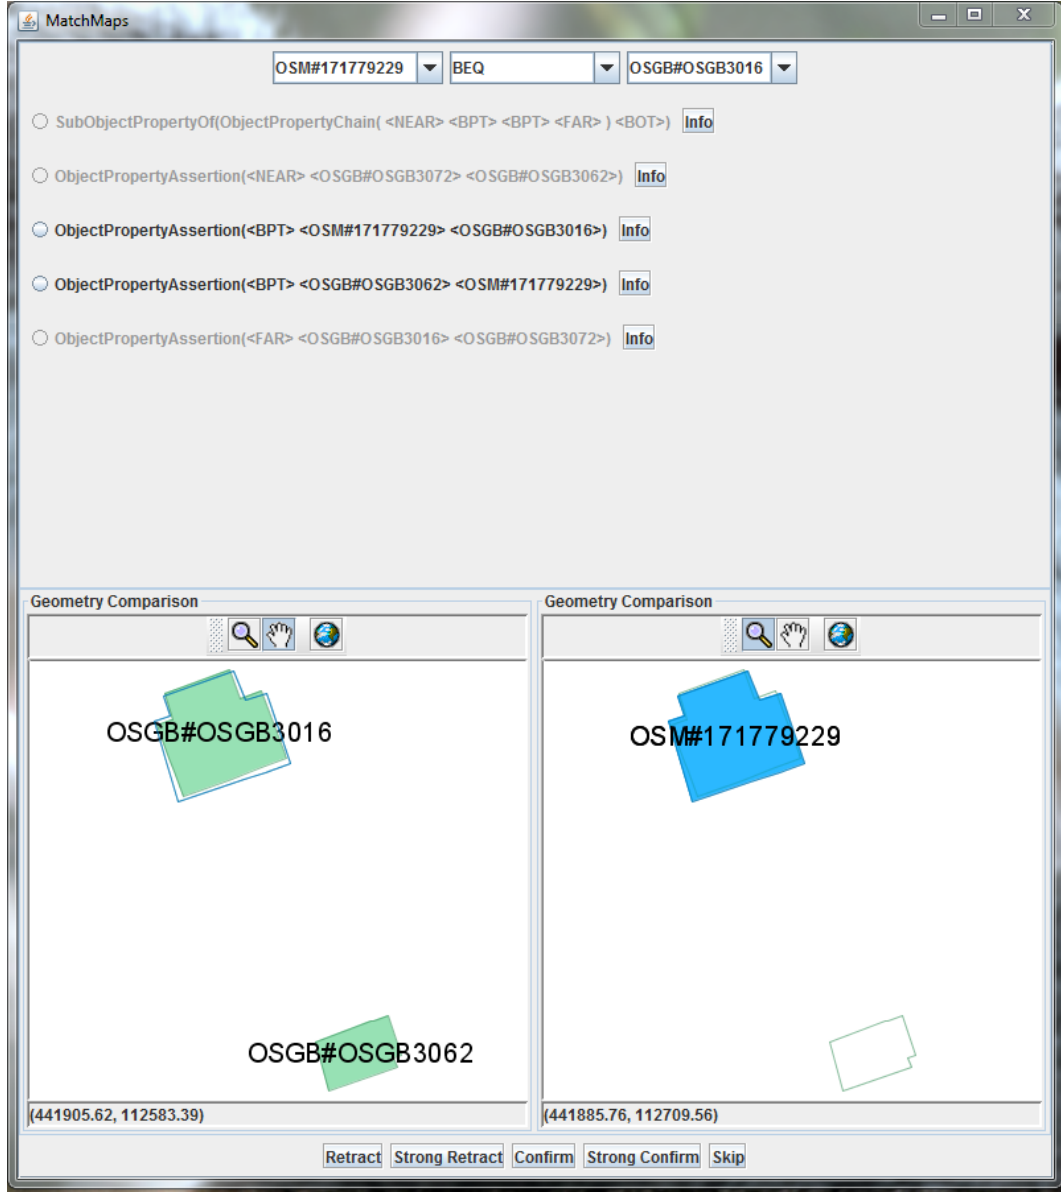 MatchMaps
OSM#171779229 BEQ OSGB#OSGB3016
SubObjectPropertyOf(ObjectPropertyChain( <NEAR> <BPT> <BPT> <FAR> ) <BOT>) Info
ObjectPropertyAssertion(<NEAR> <OSGB#OSGB3072> <OSGB#OSGB3062>) Info
ObjectPropertyAssertion(<BPT> <OSM#171779229> <OSGB#OSGB3016>) Info
ObjectPropertyAssertion(<BPT> <OSGB#OSGB3062> <OSM#171779229>) Info
ObjectPropertyAssertion(<FAR> <OSGB#OSGB3016> <OSGB#OSGB3072>) Info
Geometry Comparison
OSGB#OSGB3016
OSGB#OSGB3062
(441905.62, 112583.39)
Geometry Comparison
OSM#171779229
(441885.76, 112709.56)
Retract Strong Retract Confirm Strong Confirm Skip